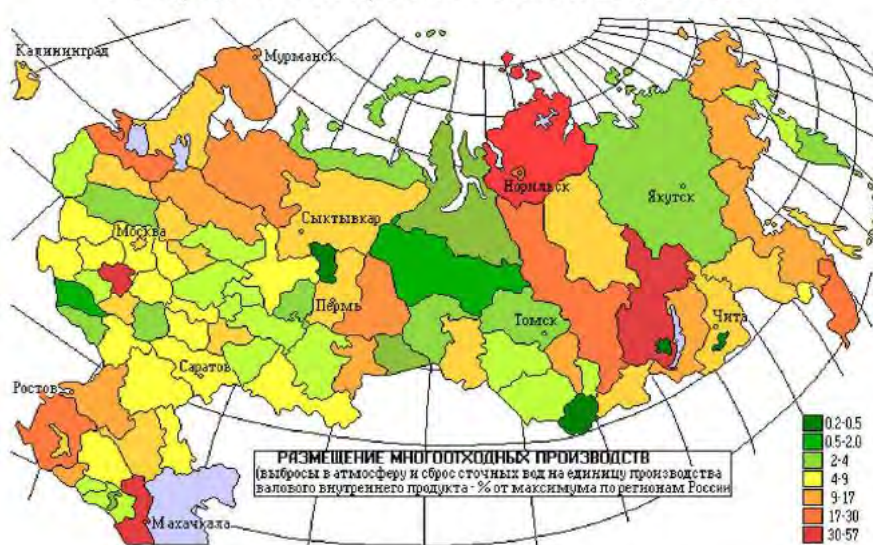 Калининград
Мурманск
Норильск
Якутск
Сыктывкар
Москва
Пермь
Томск
Чита
Саратов
Ростов
Махачкала
РАЗМЕЩЕНИЕ МНОГООТХОДНЫХ ПРОИЗВОДСТВ
(выбросы в атмосферу и сброс сточных вод на единицу производства
валового внутреннего продукта - % от максимума по регионам России
0.2-0.5
0.5-2.0
2-4
4-9
9-17
17-30
30-57